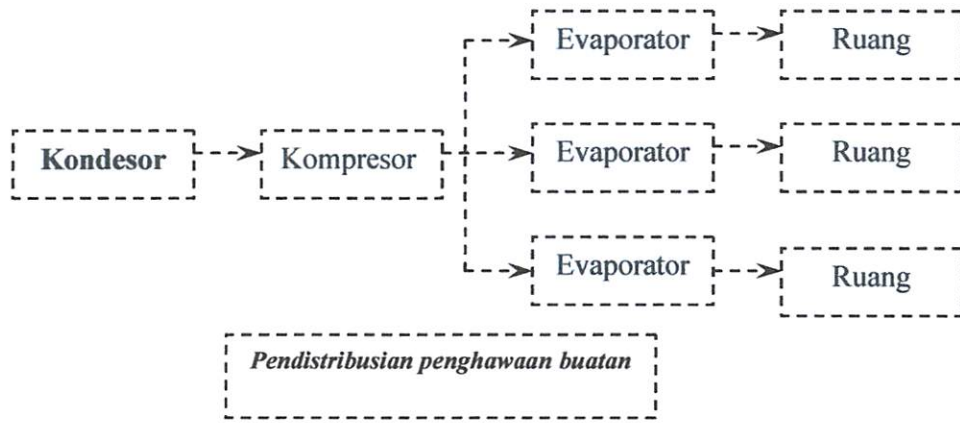 Evaporator
Ruang
Kondesor
Kompresor
Evaporator
Ruang
Evaporator
Ruang
Pendistribusian penghawaan buatan